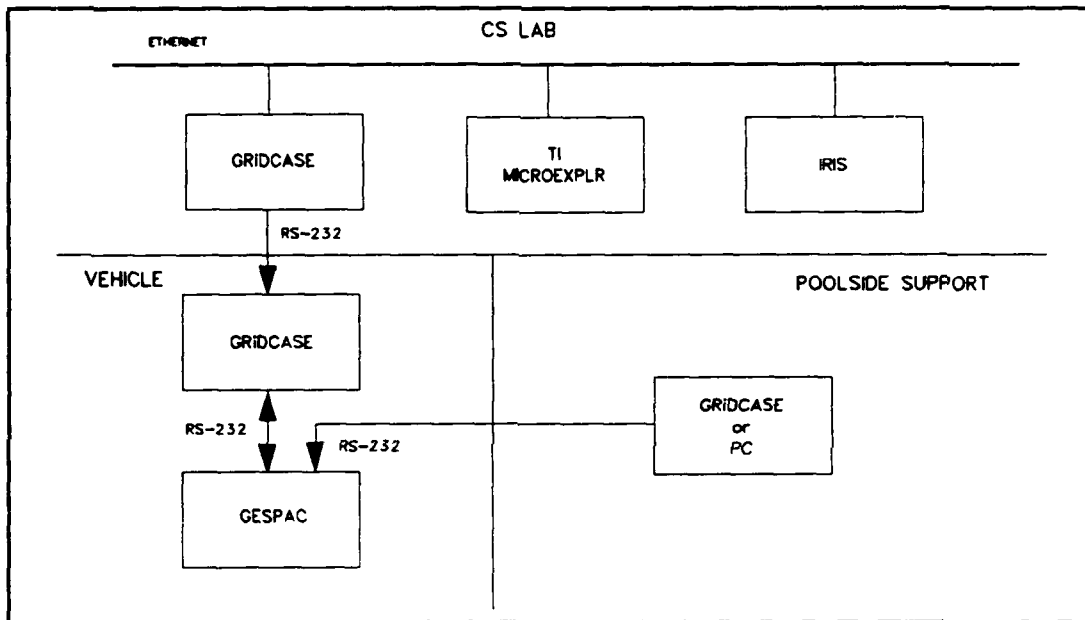 CS LAB
ETHERNET
GRIDCASE
TI
MICROEXPLR
IRIS
RS-232
VEHICLE
POOLSIDE SUPPORT
GRIDCASE
GRIDCASE
or
PC
RS-232
RS-232
GESPAC